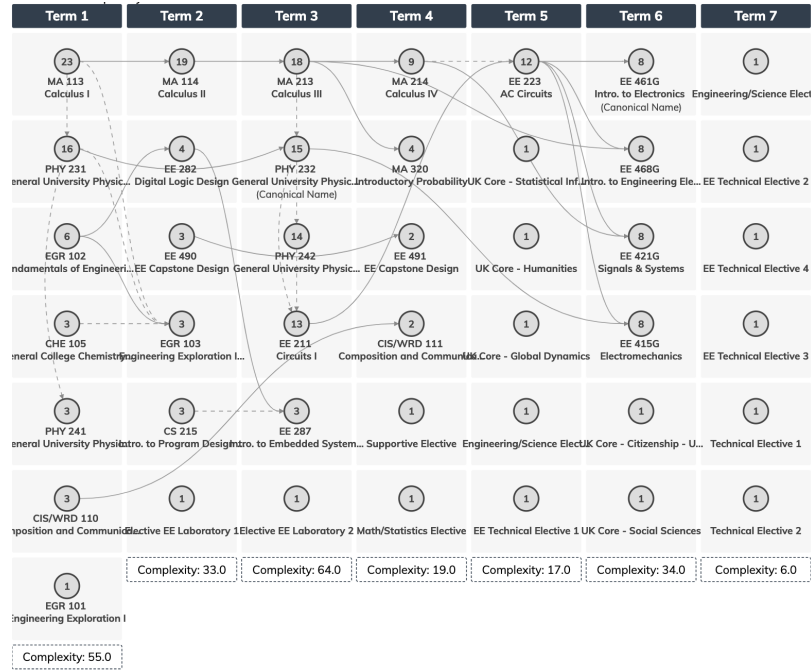 Term 1
23
MA 113
Calculus I
16
PHY 231
eneral University Physic...
6
EGR 102
ndamentals of Engineeri...
3
CHE 105
eneral College Chemistry
3
PHY 241
eneral University Physic
3
CIS/WRD 110
nposition and Communic
1
EGR 101
Engineering Exploration I
Complexity: 55.0
Term 2
19
MA 114
Calculus II
4
EE 282
Digital Logic Design
3
EE 490
EE Capstone Design
3
EGR 103
Engineering Exploration I...
3
CS 215
Intro. to Program Design
1
Elective EE Laboratory 1
Complexity: 33.0
Term 3
18
MA 213
Calculus III
15
PHY 232
General University Physic...
(Canonical Name)
14
PHY 242
General University Physic...
13
EE 211
Circuits I
3
EE 287
Intro. to Embedded System...
1
Elective EE Laboratory 2
Complexity: 64.0
Term 4
9
MA 214
Calculus IV
4
MA 320
Introductory Probability
2
EE 491
EE Capstone Design
2
CIS/WRD 111
Composition and Communic...
1
Supportive Elective
1
Math/Statistics Elective
Complexity: 19.0
Term 5
12
EE 223
AC Circuits
1
UK Core - Statistical Inf...
1
UK Core - Humanities
1
UK Core - Global Dynamics
1
Engineering/Science Elect...
1
EE Technical Elective 1
Complexity: 17.0
Term 6
8
EE 461G
Intro. to Electronics
(Canonical Name)
8
EE 468G
Intro. to Engineering Ele...
8
EE 421G
Signals & Systems
8
EE 415G
Electromechanics
1
UK Core - Citizenship - U...
1
UK Core - Social Sciences
Complexity: 34.0
Term 7
1
Engineering/Science Elect
1
EE Technical Elective 2
1
EE Technical Elective 4
1
EE Technical Elective 3
1
Technical Elective 1
1
Technical Elective 2
Complexity: 6.0